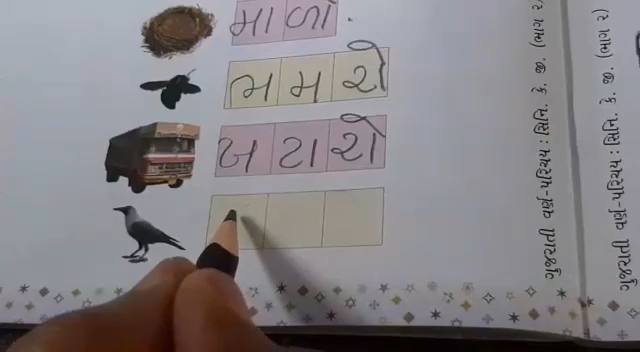 માળો.
ભમરો
ખટારો
ગુજરાતી વર્ણ-પરિચય : સિનિ. કે. જી. (ભાગ ૨)
ગુજરાતી વર્ણ-પરિચય : સિનિ. કે. જી. (ભાગ ૨)